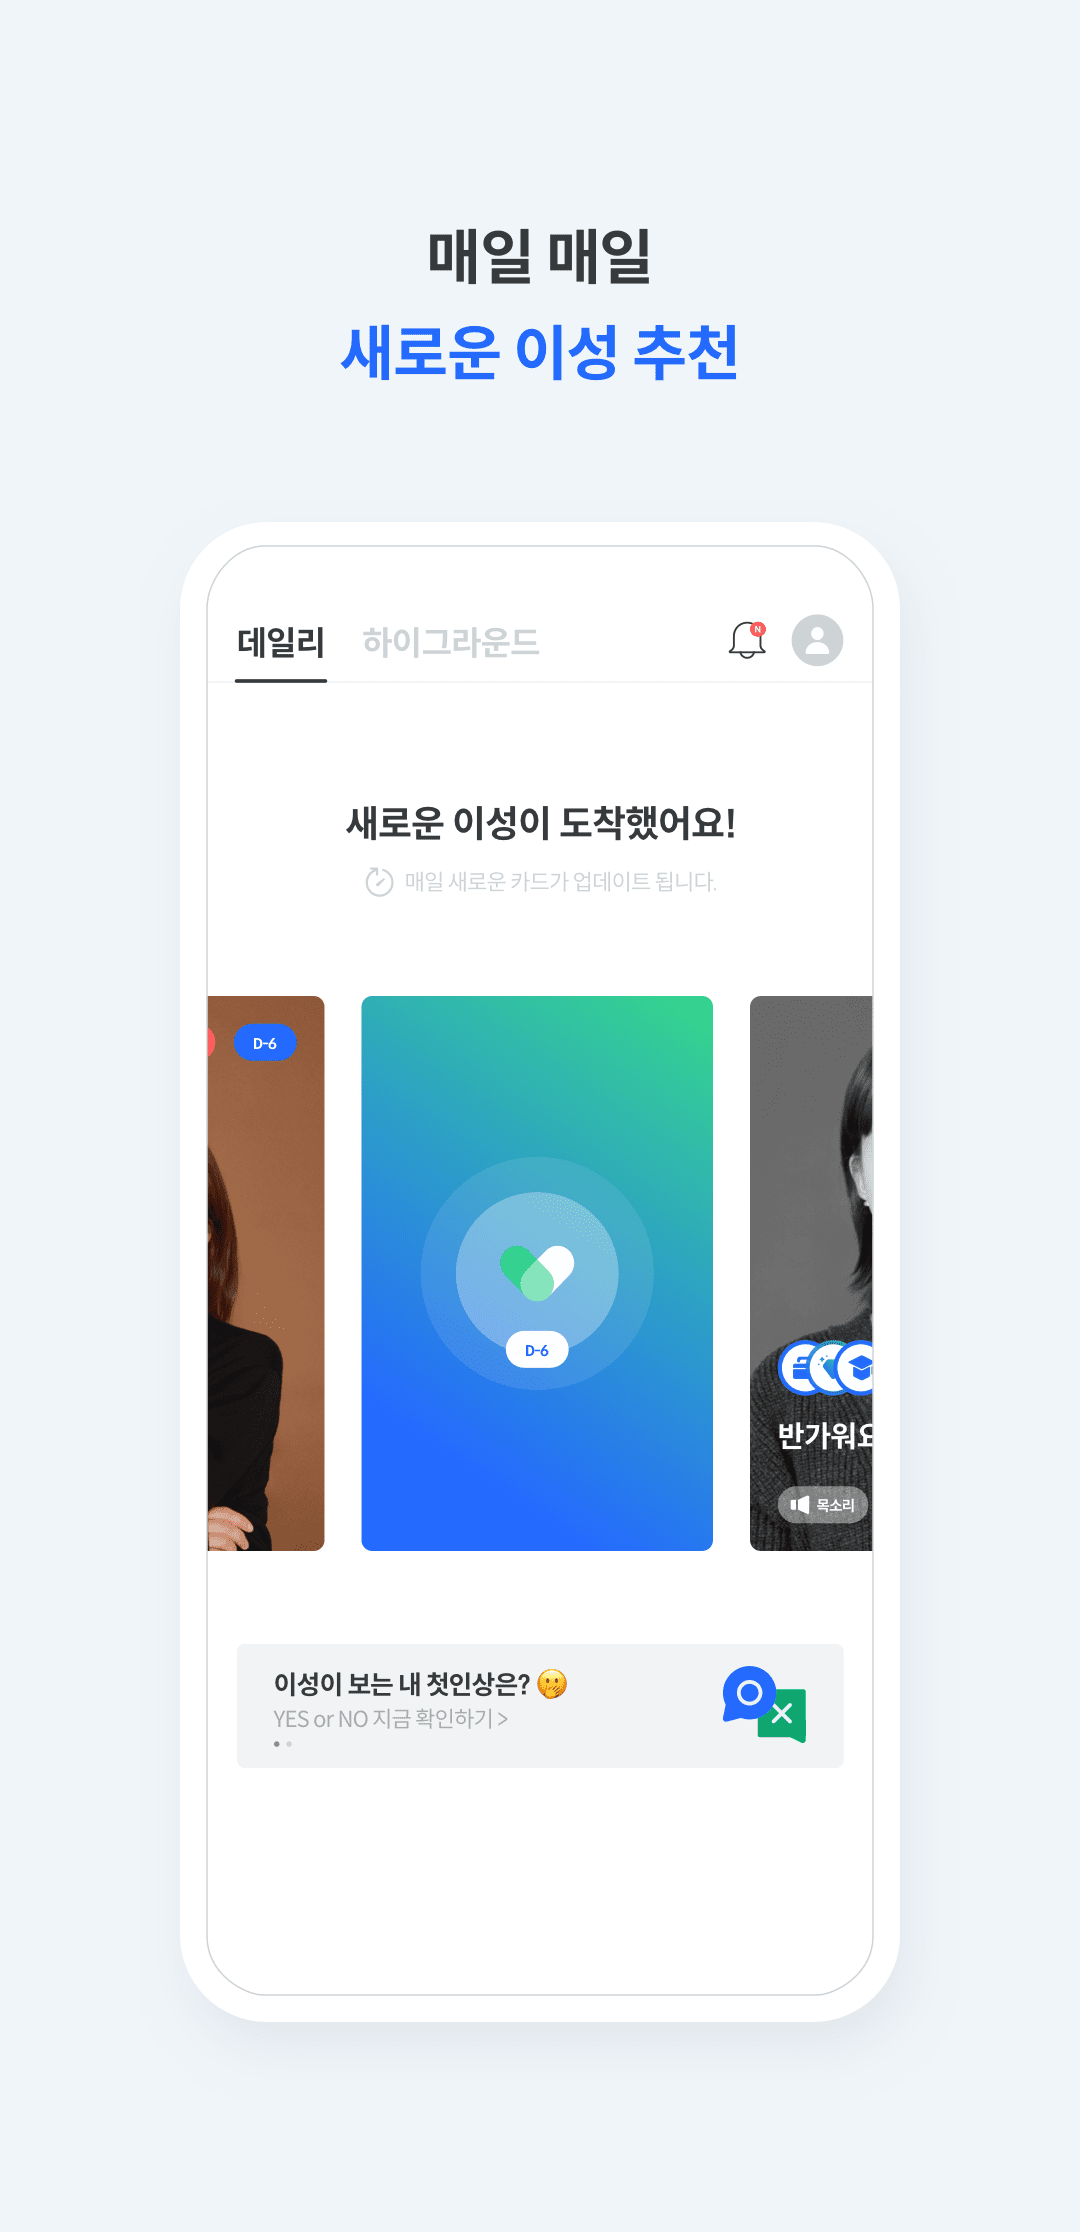 매일 매일
새로운 이성 추천
데일리 하이그라운드
N
새로운 이성이 도착했어요!
매일 새로운 카드가 업데이트 됩니다.
D-6
D-6
반가워요
목소리
이성이 보는 내 첫인상은? 🤭
YES or NO 지금 확인하기 >